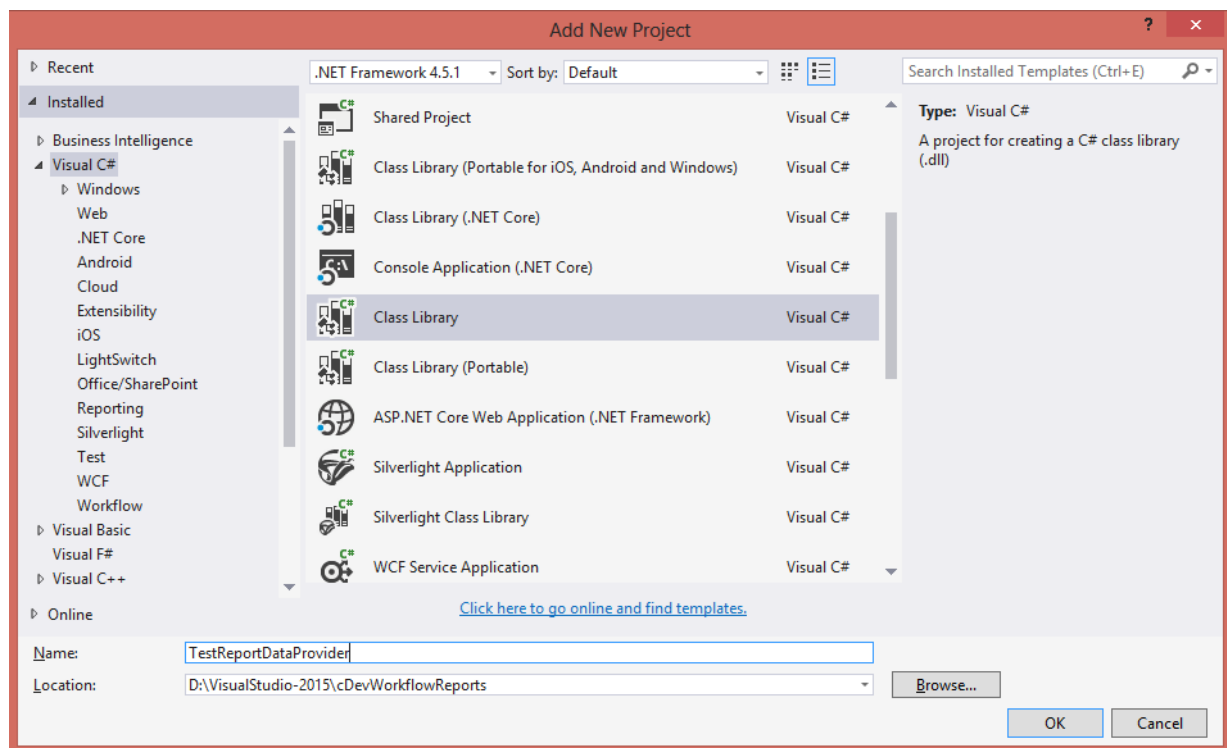 Add New Project
?
Recent
Installed
Business Intelligence
Visual C#
Windows
Web
.NET Core
Android
Cloud
Extensibility
iOS
LightSwitch
Office/SharePoint
Reporting
Silverlight
Test
WCF
Workflow
Visual Basic
Visual F#
Visual C++
Online
.NET Framework 4.5.1 Sort by: Default
Shared Project Visual C#
Class Library (Portable for iOS, Android and Windows) Visual C#
Class Library (.NET Core) Visual C#
Console Application (.NET Core) Visual C#
Class Library Visual C#
Class Library (Portable) Visual C#
ASP.NET Core Web Application (.NET Framework) Visual C#
Silverlight Application Visual C#
Silverlight Class Library Visual C#
WCF Service Application Visual C#
Click here to go online and find templates.
Search Installed Templates (Ctrl+E)
Type: Visual C#
A project for creating a C# class library
(.dll)
Name: TestReportDataProvider
Location: D:\VisualStudio-2015\cDevWorkflowReports Browse...
OK Cancel